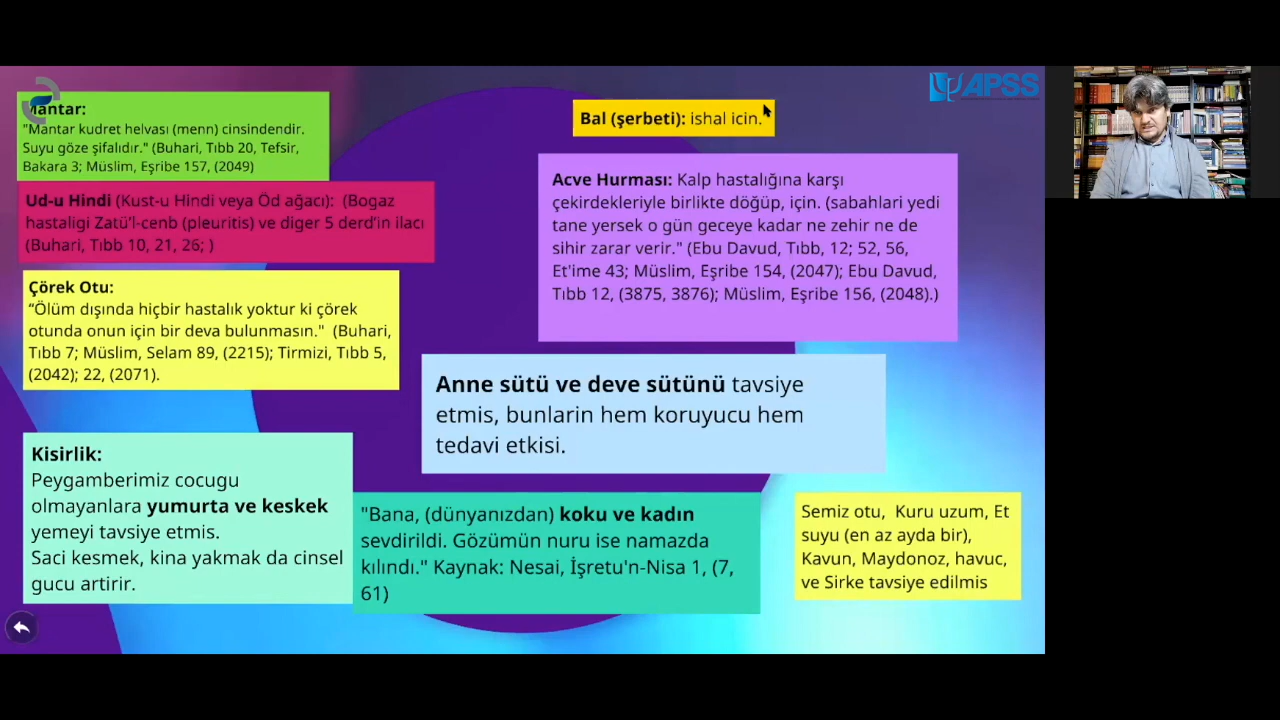 Mantar:
"Mantar kudret helvası (menn) cinsindendir.
Suyu göze şifalıdır." (Buhari, Tıbb 20, Tefsir,
Bakara 3; Müslim, Eşribe 157, (2049)
Ud-u Hindi (Kust-u Hindi veya Öd ağacı): (Bogaz
hastaligi Zatü'l-cenb (pleuritis) ve diger 5 derd'in ilacı
(Buhari, Tıbb 10, 21, 26; )
Çörek Otu:
“Ölüm dışında hiçbir hastalık yoktur ki çörek
otunda onun için bir deva bulunmasın." (Buhari,
Tıbb 7; Müslim, Selam 89, (2215); Tirmizi, Tıbb 5,
(2042); 22, (2071).
Kisirlik:
Peygamberimiz cocugu
olmayanlara yumurta ve keskek
yemeyi tavsiye etmis.
Saci kesmek, kina yakmak da cinsel
gucu artirir.
Bal (şerbeti): ishal icin.
Acve Hurması: Kalp hastalığına karşı
çekirdekleriyle birlikte döğüp, için. (sabahlari yedi
tane yersek o gün geceye kadar ne zehir ne de
sihir zarar verir." (Ebu Davud, Tıbb, 12; 52, 56,
Et'ime 43; Müslim, Eşribe 154, (2047); Ebu Davud,
Tıbb 12, (3875, 3876); Müslim, Eşribe 156, (2048).)
Anne sütü ve deve sütünü tavsiye
etmis, bunlarin hem koruyucu hem
tedavi etkisi.
"Bana, (dünyanızdan) koku ve kadın
sevdirildi. Gözümün nuru ise namazda
kılındı." Kaynak: Nesai, İşretu'n-Nisa 1, (7,
61)
Semiz otu, Kuru uzum, Et
suyu (en az ayda bir),
Kavun, Maydonoz, havuc,
ve Sirke tavsiye edilmis
APSS